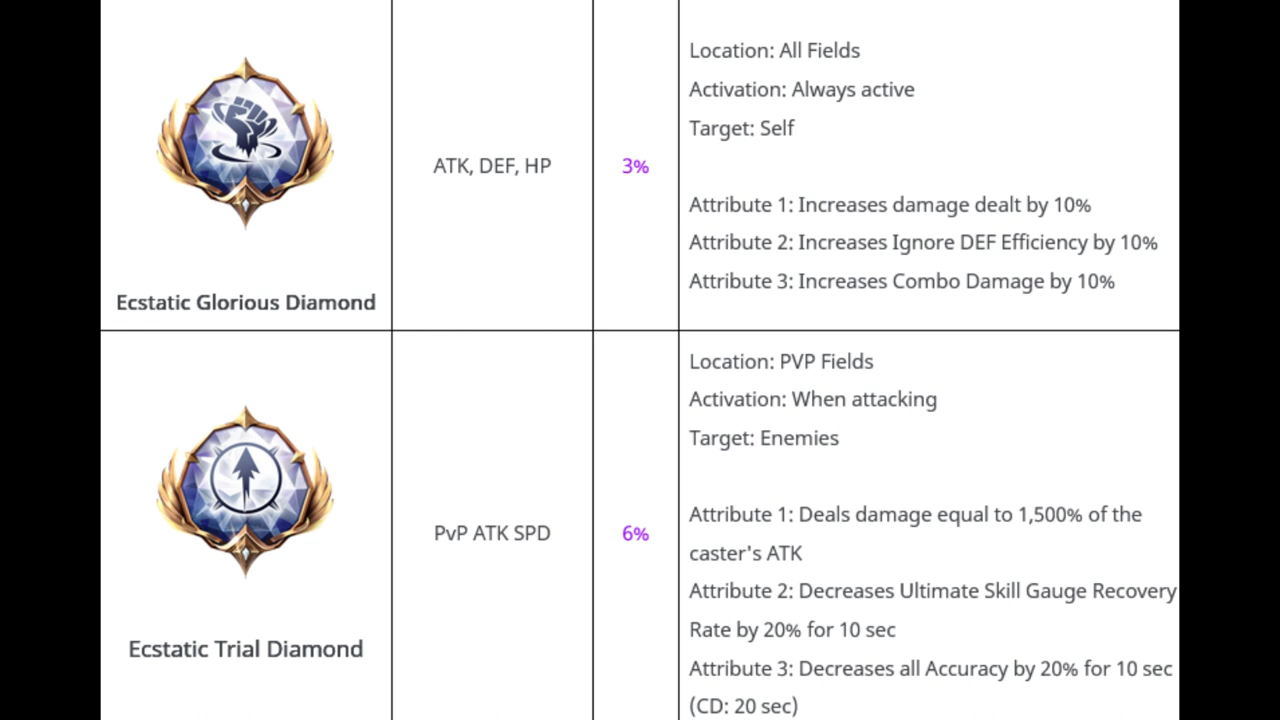 Location: All Fields
Activation: Always active
Target: Self
ATK, DEF, HP
3%
Attribute 1: Increases damage dealt by 10%
Attribute 2: Increases Ignore DEF Efficiency by 10%
Attribute 3: Increases Combo Damage by 10%
Ecstatic Glorious Diamond
Location: PVP Fields
Activation: When attacking
Target: Enemies
PvP ATK SPD
6%
Attribute 1: Deals damage equal to 1,500% of the
caster's ATK
Attribute 2: Decreases Ultimate Skill Gauge Recovery
Rate by 20% for 10 sec
Ecstatic Trial Diamond
Attribute 3: Decreases all Accuracy by 20% for 10 sec
(CD: 20 sec)